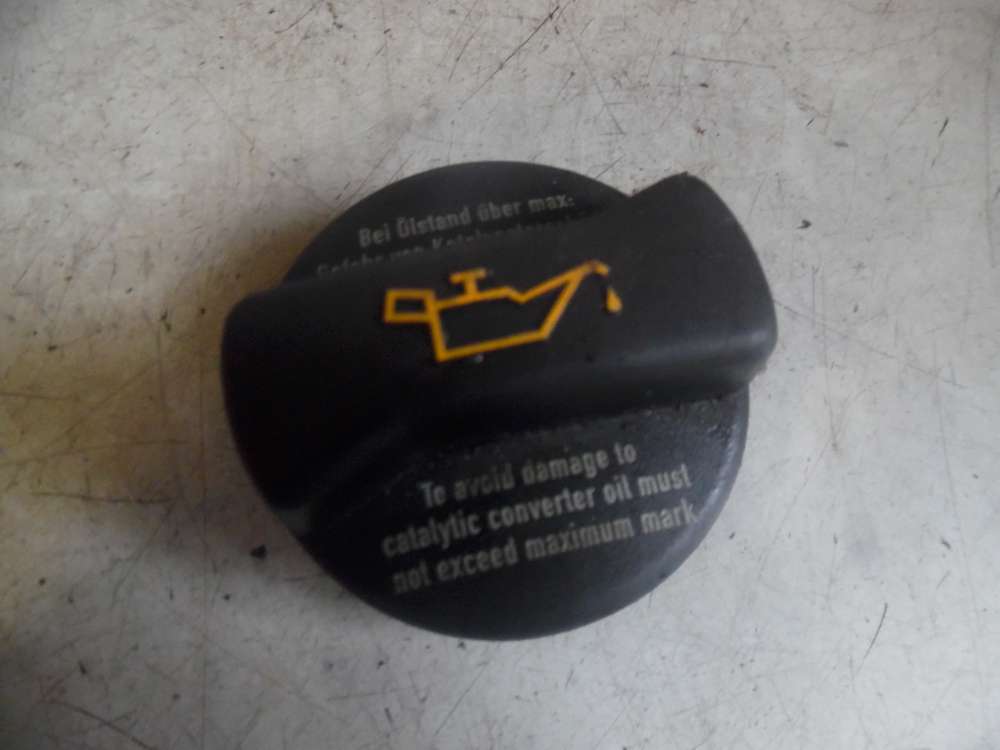 Bei Ölstand über max:
To avoid damage to
catalytic converter oil must
not exceed maximum mark